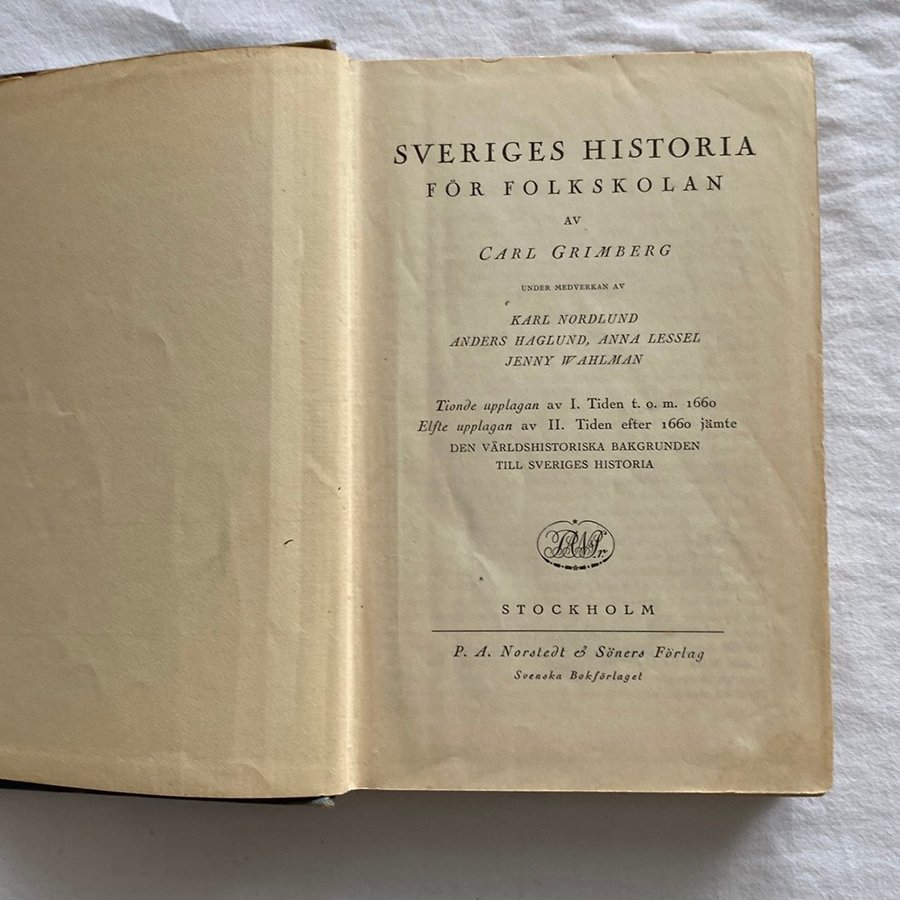 SVERIGES HISTORIA
FÖR FOLKSKOLAN
AV
CARL GRIMBERG
UNDER MEDVERKAN AV
KARL NORDLUND
ANDERS HAGLUND, ANNA LESSEL
JENNY WAHLMAN
Tionde upplagan av I. Tiden t. o. m. 1660
Elfte upplagan av II. Tiden efter 1660 jämte
DEN VÄRLDSHISTORISKA BAKGRUNDEN
TILL SVERIGES HISTORIA
STOCKHOLM
P. A. Norstedt & Söners Förlag
Svenska Bokförlaget